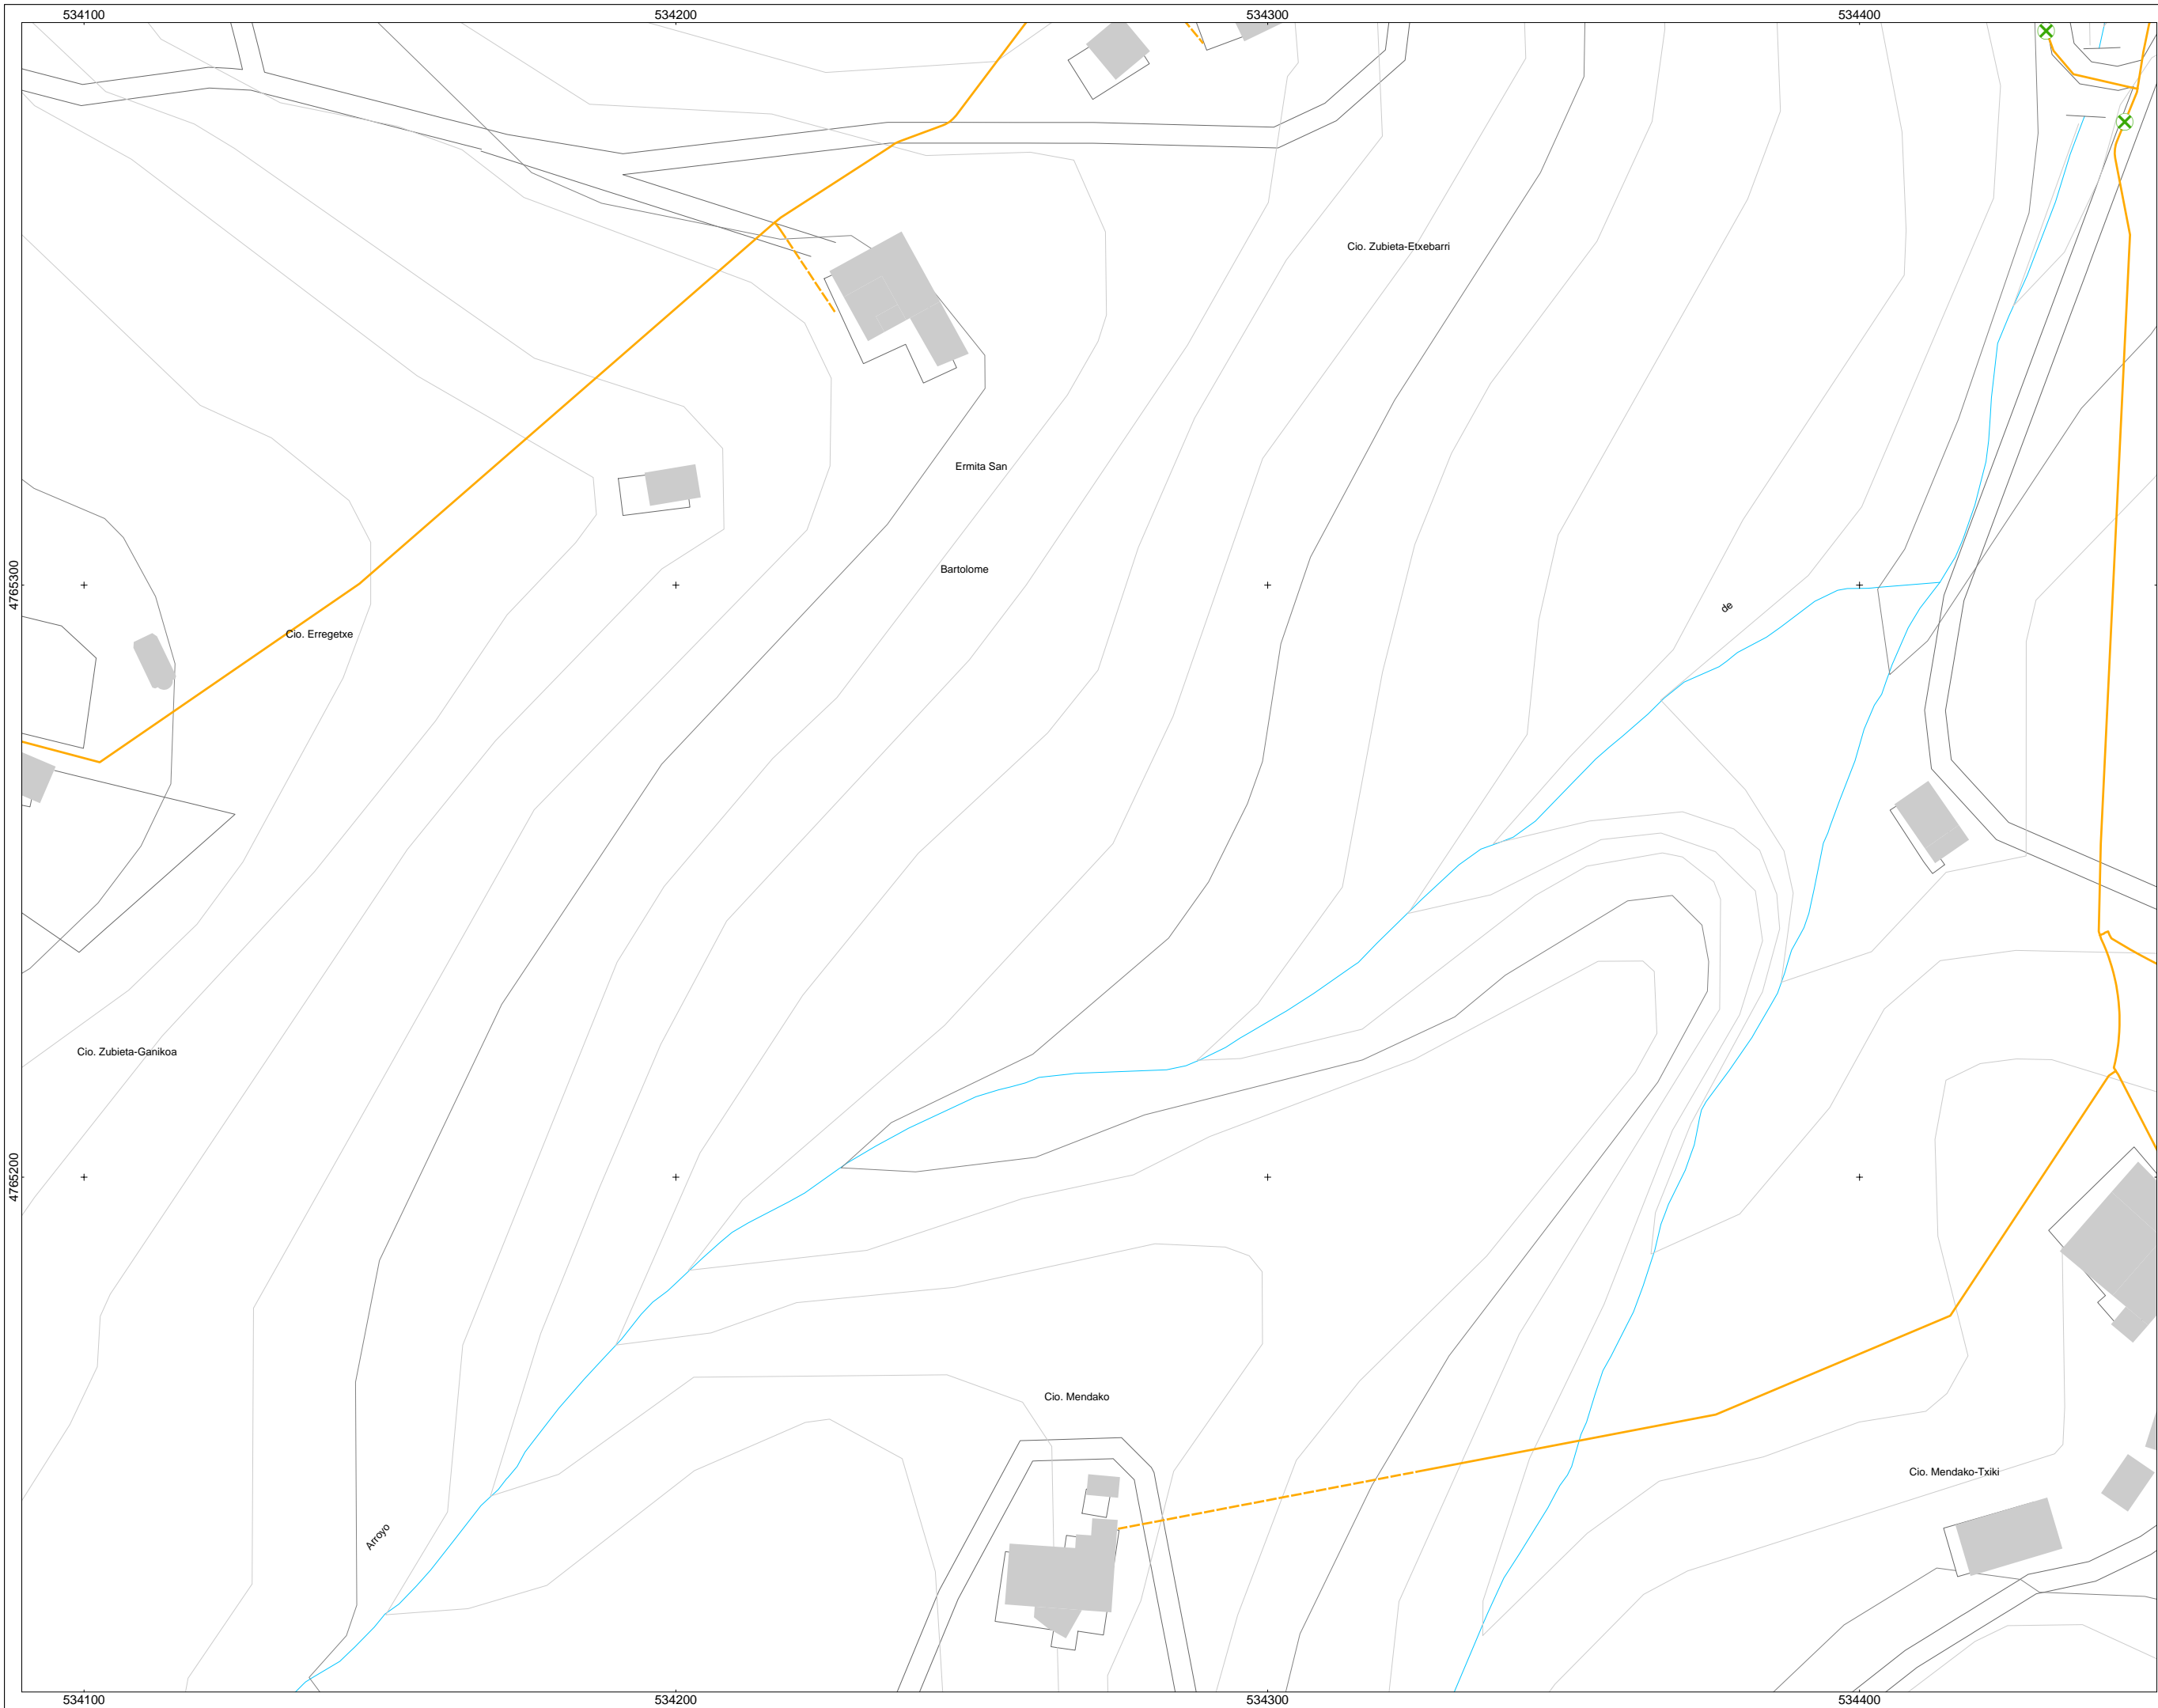 534100 534200 534300 534400
Cio. Zubieta-Etxebarri
Ermita San
Bartolome
4765300
de
Cio. Erregetxe
Cio. Zubieta-Ganikoa
4765200
Cio. Mendako
Cio. Mendako-Txiki
Arroyo
534100 534200 534300 534400